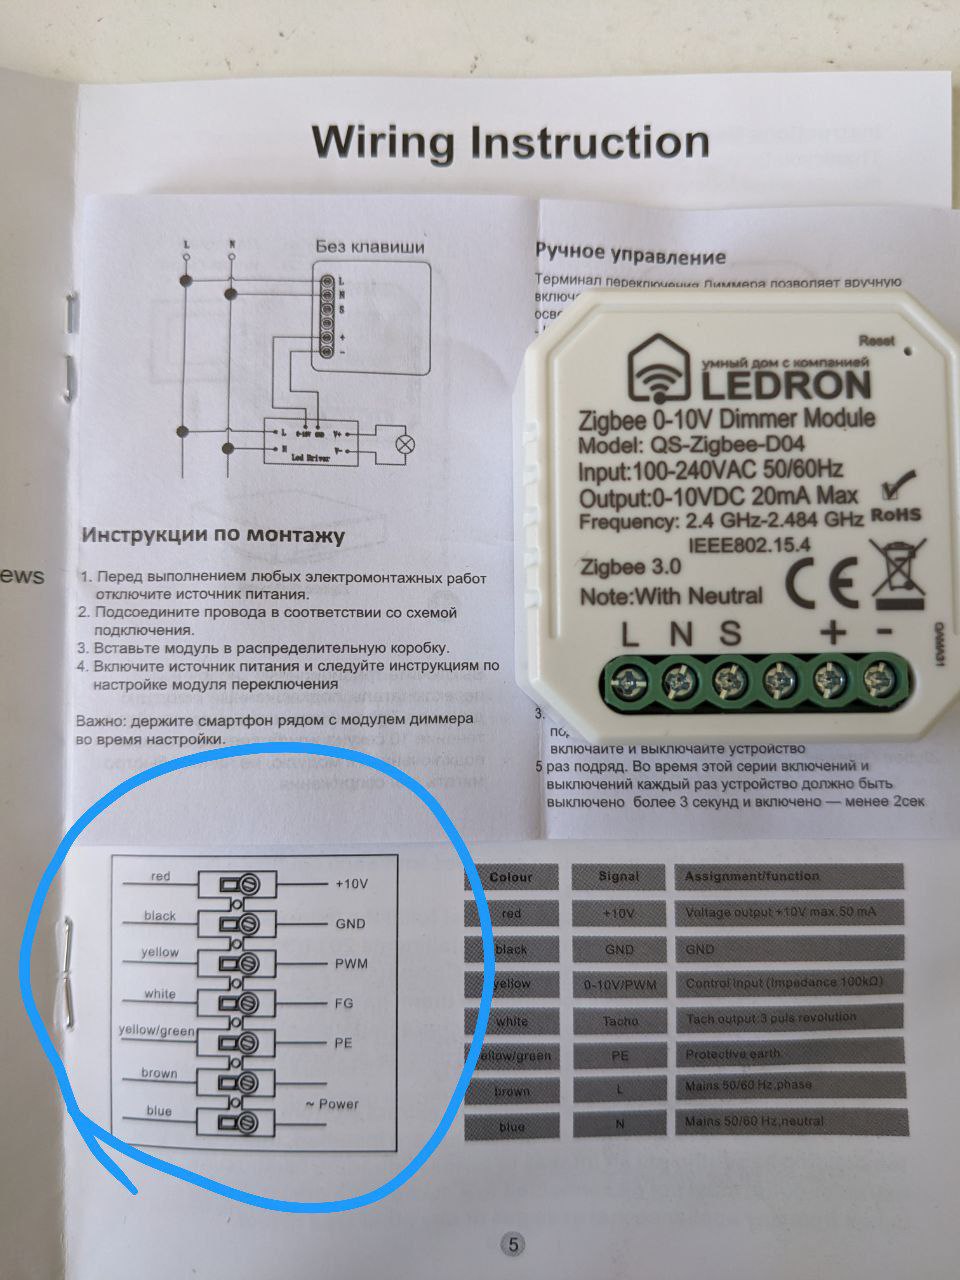 Wiring Instruction
L N
Без клавиши
L
N
S
+
-
L 0-10V GND V+
N V-
Led Driver
Ручное управление
Терминал переключения Диммера позволяет вручную
включ
осве
Reset
умный дом с компанией
LEDRON
Zigbee 0-10V Dimmer Module
Model: QS-Zigbee-D04
Input:100-240VAC 50/60Hz
Output:0-10VDC 20mA Max
RoHS
Frequency: 2.4 GHz-2.484 GHz
IEEE802.15.4
Zigbee 3.0
CE
Note:With Neutral
L N S + -
ews
Инструкции по монтажу
1. Перед выполнением любых электромонтажных работ
отключите источник питания.
2. Подсоедините провода в соответствии со схемой
подключения.
3. Вставьте модуль в распределительную коробку.
4. Включите источник питания и следуйте инструкциям по
настройке модуля переключения
Важно: держите смартфон рядом с модулем диммера
во время настройки.
3.
включайте и выключайте устройство
5 раз подряд. Во время этой серии включений и
выключений каждый раз устройство должно быть
выключено более 3 секунд и включено — менее 2сек
red +10V
black GND
yellow PWM
white FG
yellow/green PE
brown
~ Power
blue
Colour Signal Assignment/function
red +10V Voltage output +10V max.50 mA
black GND GND
yellow 0-10V/PWM Control input (Impedance 100kΩ)
white Tacho Tach output:3 puls revolution
yellow/green PE Protective earth
brown L Mains 50/60 Hz,phase
blue N Mains 50/60 Hz,neutral
5